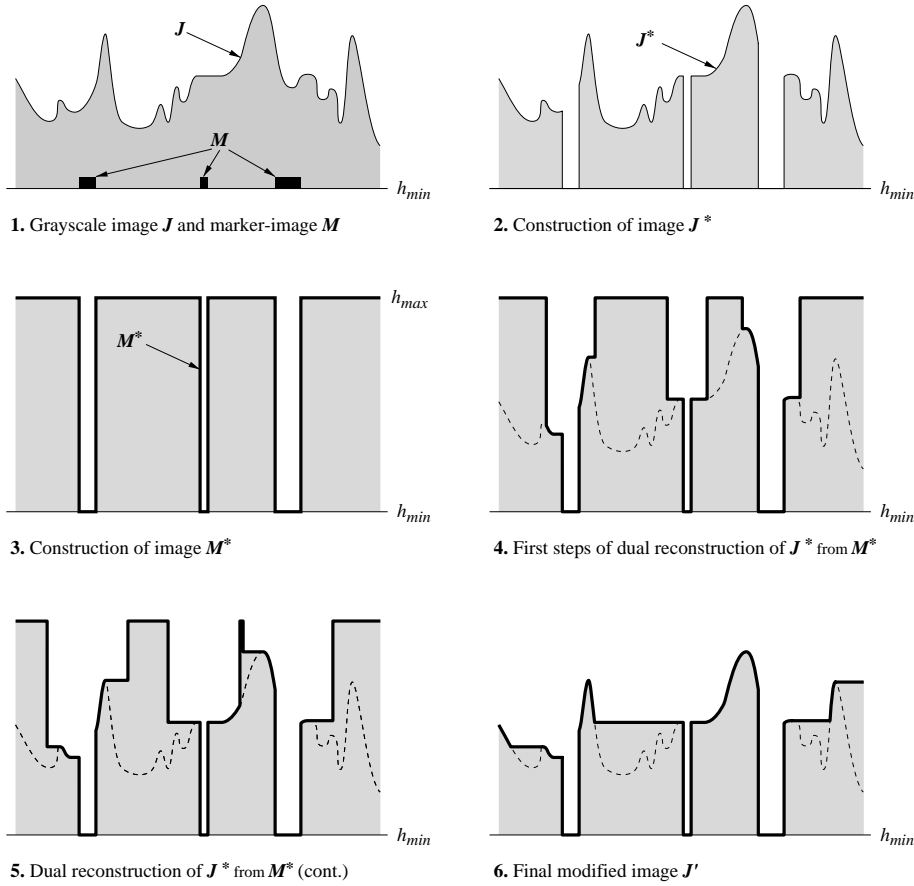 J
J*
M
h_min
h_min
1. Grayscale image J and marker-image M
2. Construction of image J*
h_max
M*
h_min
h_min
3. Construction of image M*
4. First steps of dual reconstruction of J* from M*
h_min
h_min
5. Dual reconstruction of J* from M* (cont.)
6. Final modified image J'